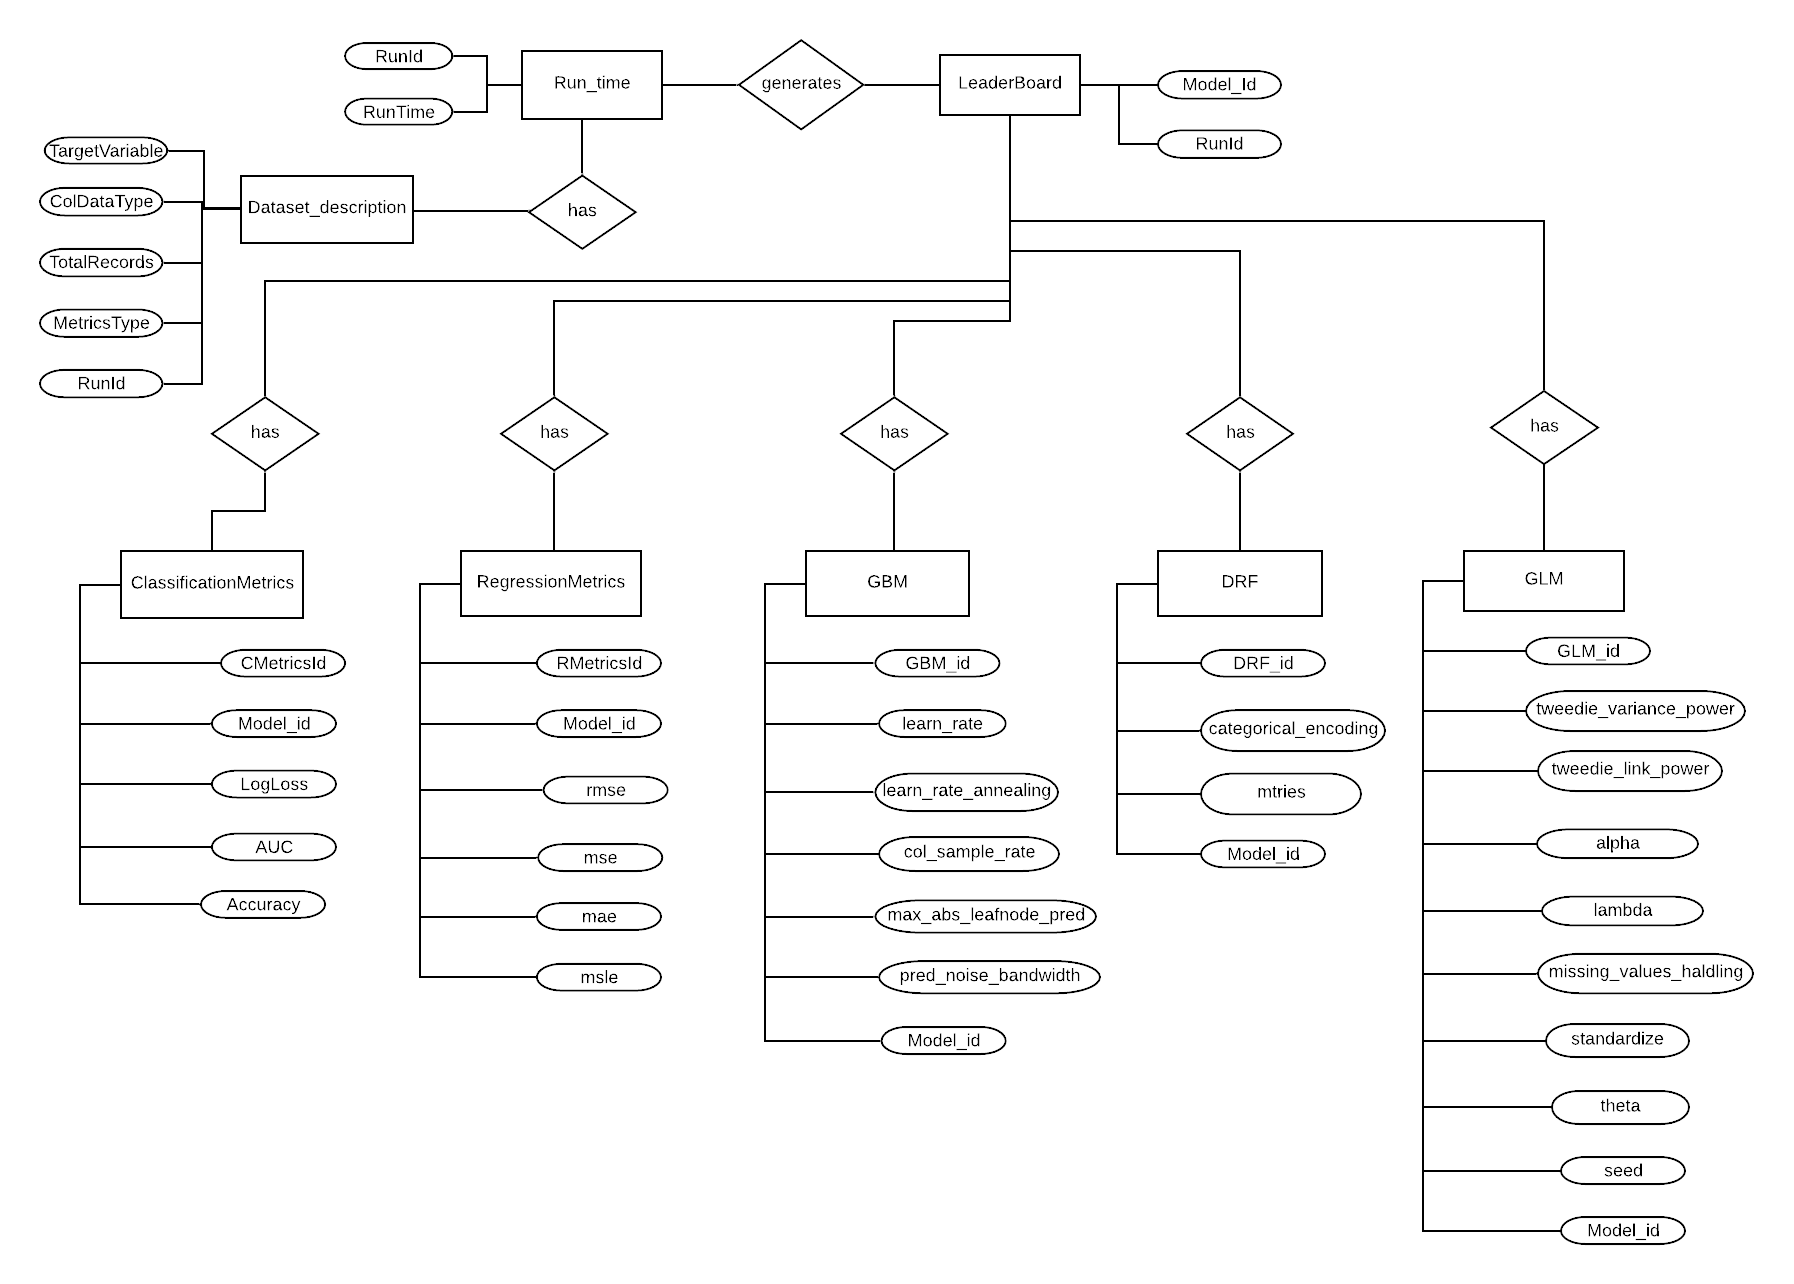 RunId
RunTime
Run_time
generates
LeaderBoard
Model_Id
RunId
TargetVariable
ColDataType
TotalRecords
MetricsType
RunId
Dataset_description
has
has
has
has
has
has
ClassificationMetrics
CMetricsId
Model_id
LogLoss
AUC
Accuracy
RegressionMetrics
RMetricsId
Model_id
rmse
mse
mae
msle
GBM
GBM_id
learn_rate
learn_rate_annealing
col_sample_rate
max_abs_leafnode_pred
pred_noise_bandwidth
Model_id
DRF
DRF_id
categorical_encoding
mtries
Model_id
GLM
GLM_id
tweedie_variance_power
tweedie_link_power
alpha
lambda
missing_values_haldling
standardize
theta
seed
Model_id